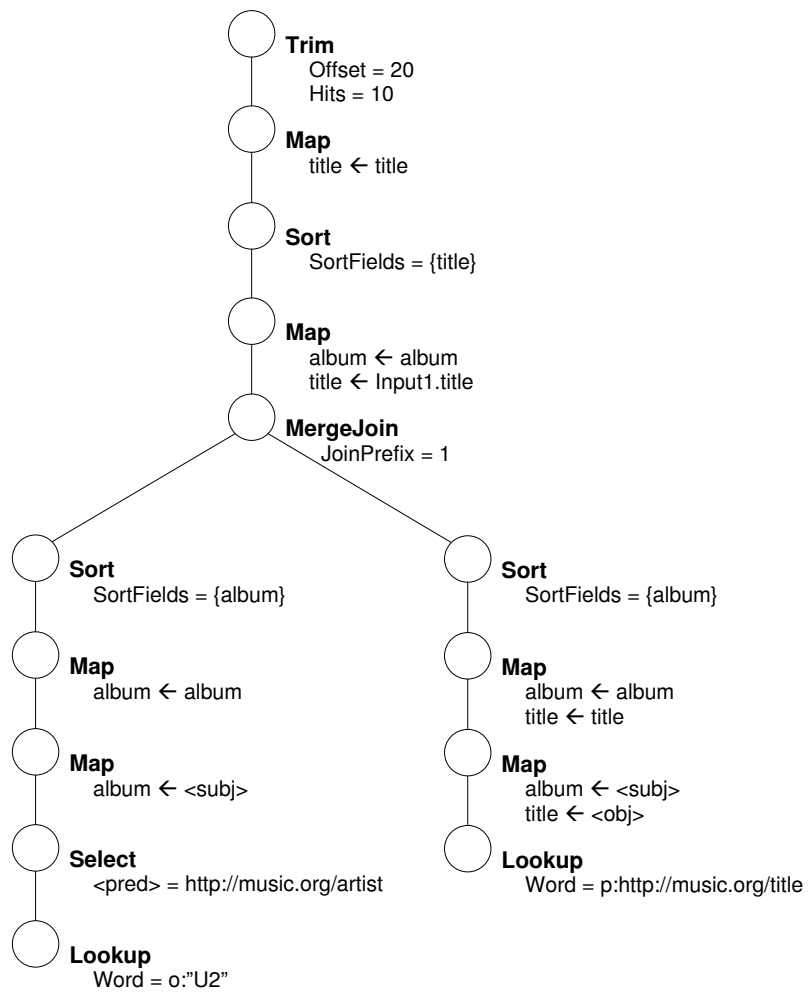 Trim
Offset = 20
Hits = 10
Map
title ← title
Sort
SortFields = {title}
Map
album ← album
title ← Input1.title
MergeJoin
JoinPrefix = 1
Sort
SortFields = {album}
Map
album ← album
Map
album ← <subj>
Select
<pred> = http://music.org/artist
Lookup
Word = o:”U2”
Sort
SortFields = {album}
Map
album ← album
title ← title
Map
album ← <subj>
title ← <obj>
Lookup
Word = p:http://music.org/title